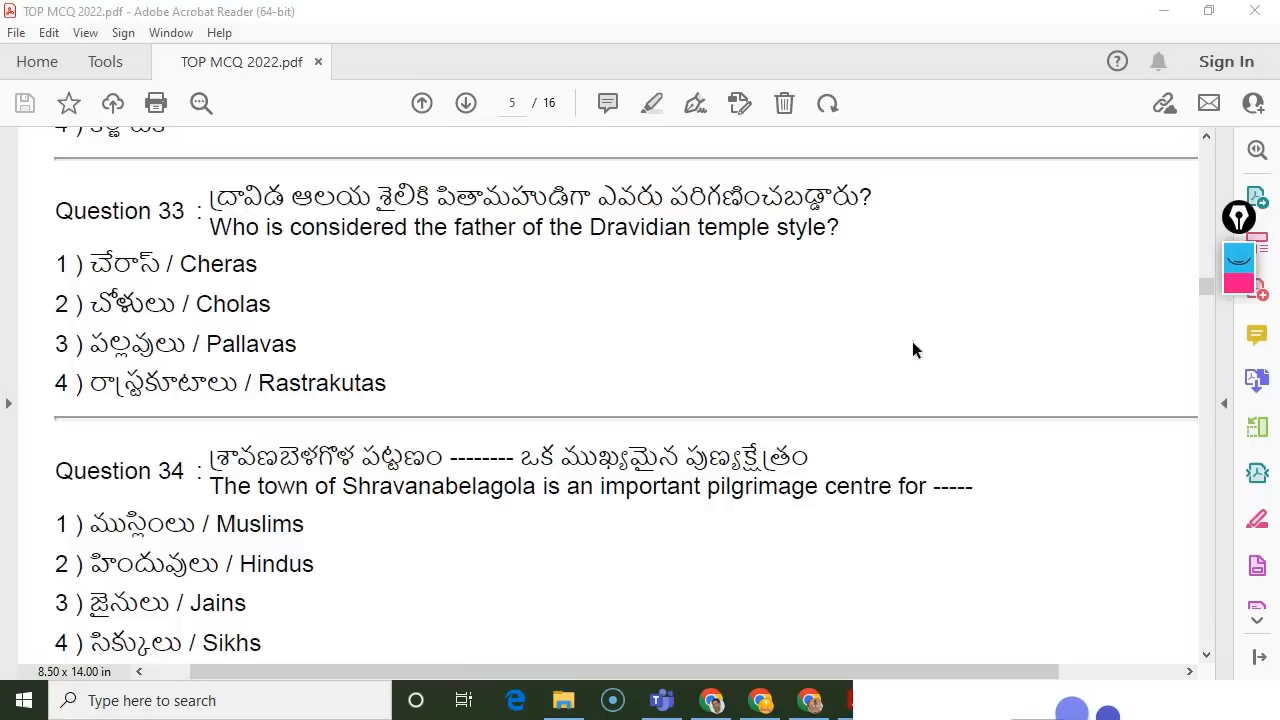 TOP MCQ 2022.pdf - Adobe Acrobat Reader (64-bit)
File Edit View Sign Window Help
Home Tools TOP MCQ 2022.pdf × Sign In
5 / 16
Question 33 : ద్రావిడ ఆలయ శైలికి పితామహుడిగా ఎవరు పరిగణించబడ్డారు?
Who is considered the father of the Dravidian temple style?
1 ) చేరాస్ / Cheras
2 ) చోళులు / Cholas
3 ) పల్లవులు / Pallavas
4 ) రాస్ట్రకూటాలు / Rastrakutas
Question 34 : శ్రావణబెళగొళ పట్టణం -------- ఒక ముఖ్యమైన పుణ్యక్షేత్రం
The town of Shravanabelagola is an important pilgrimage centre for -----
1 ) ముస్లింలు / Muslims
2 ) హిందువులు / Hindus
3 ) జైనులు / Jains
4 ) సిక్కులు / Sikhs
8.50 x 14.00 in
Type here to search